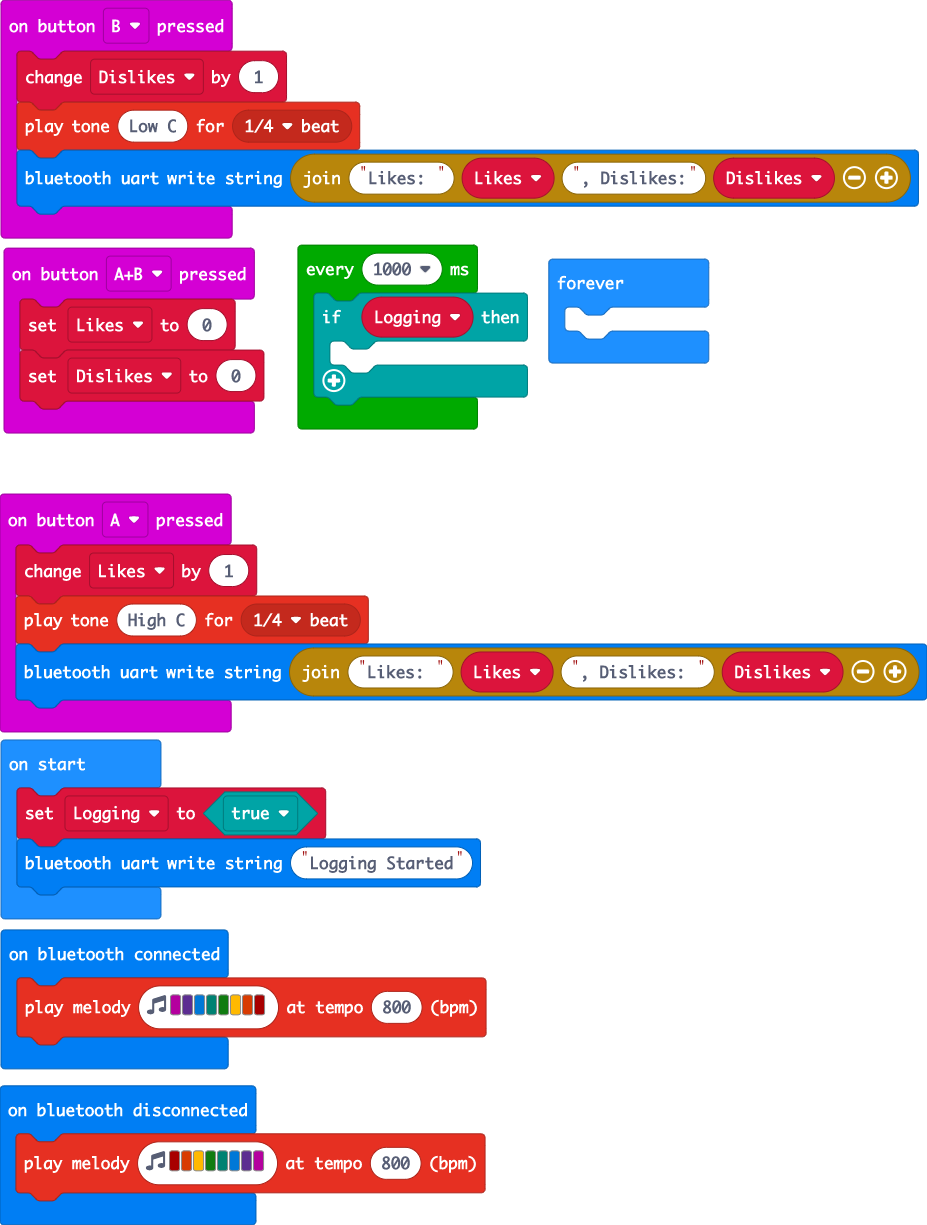 on button B pressed
change Dislikes by 1
play tone Low C for 1/4 beat
bluetooth uart write string join "Likes: " Likes ", Dislikes:" Dislikes
on button A+B pressed
set Likes to 0
set Dislikes to 0
every 1000 ms
if Logging then
forever
on button A pressed
change Likes by 1
play tone High C for 1/4 beat
bluetooth uart write string join "Likes: " Likes ", Dislikes: " Dislikes
on start
set Logging to true
bluetooth uart write string "Logging Started"
on bluetooth connected
play melody at tempo 800 (bpm)
on bluetooth disconnected
play melody at tempo 800 (bpm)